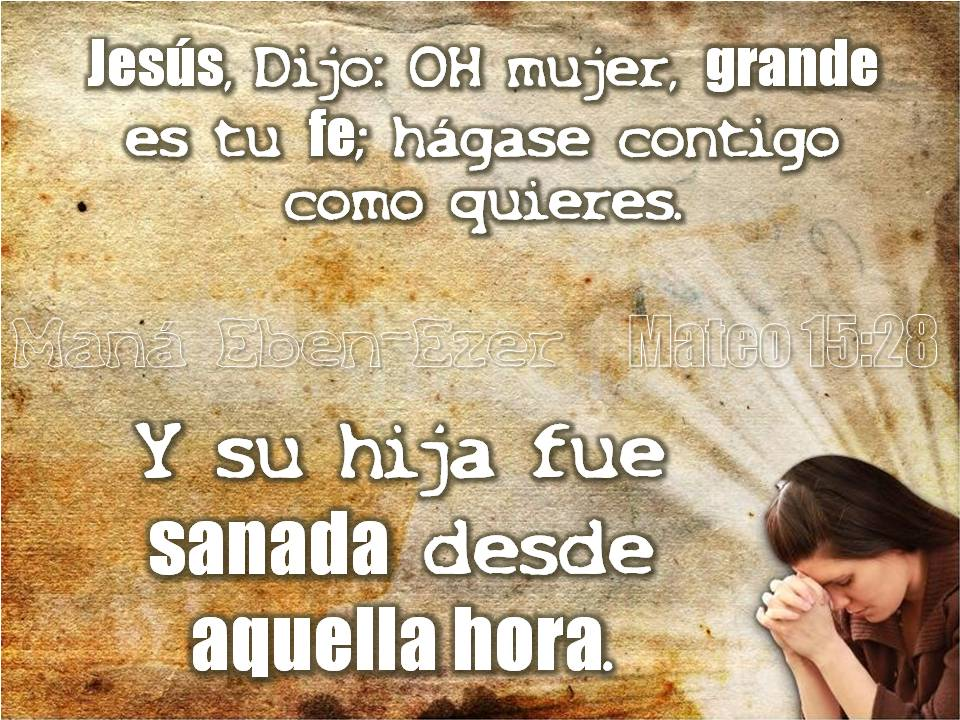 Jesús, Dijo: OH mujer, grande
es tu fe; hágase contigo
como quieres.
Maná Eben-Ezer Mateo 15:28
Y su hija fue
sanada desde
aquella hora.